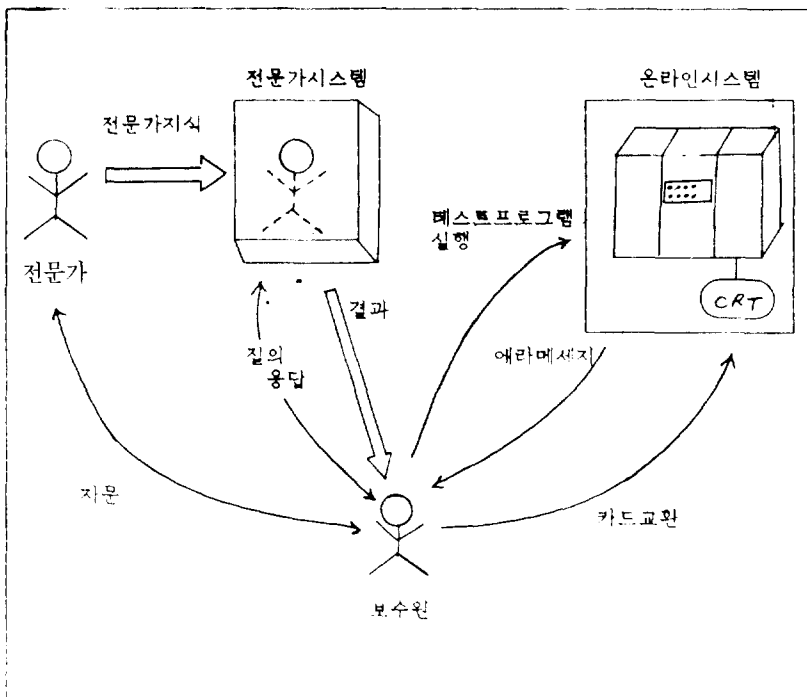 전문가시스템
온라인시스템
전문가지식
전문가
테스트프로그램
실행
CRT
결과
질의
응답
에라메세지
자문
카드교환
보수원